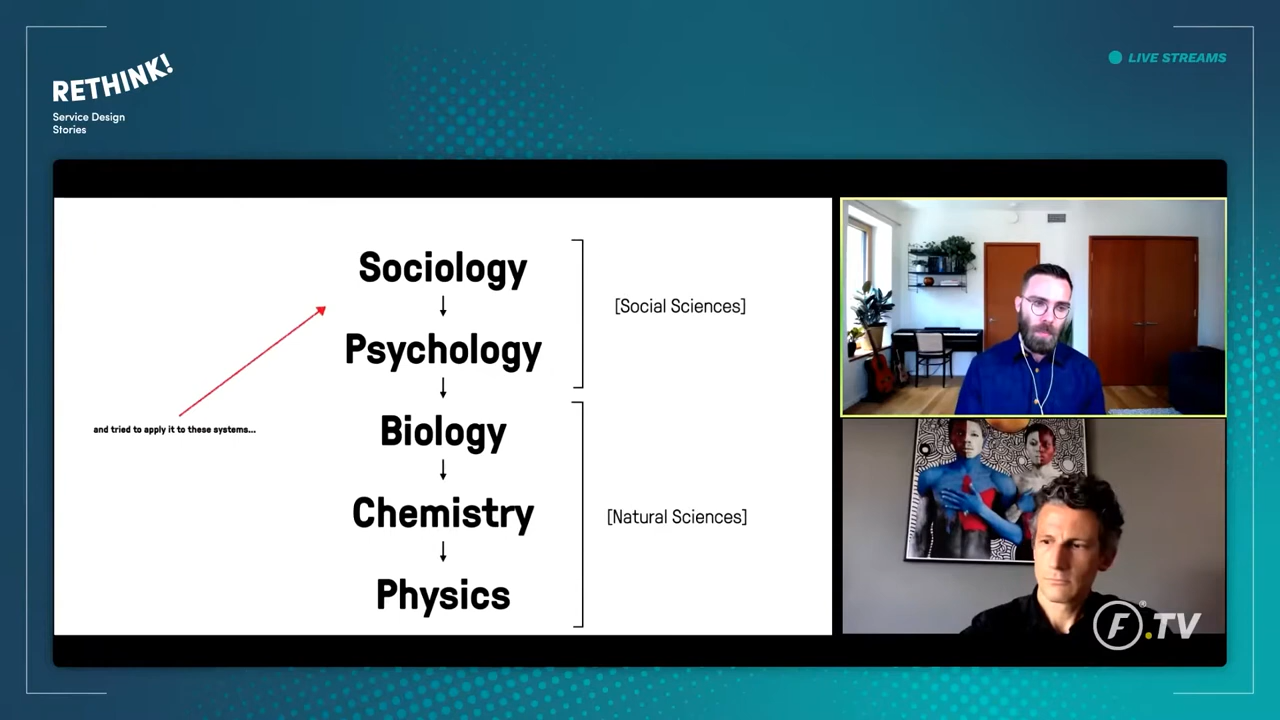 RETHINK!
Service Design
Stories
LIVE STREAMS
Sociology
Psychology
Biology
Chemistry
Physics
[Social Sciences]
[Natural Sciences]
and tried to apply it to these systems...
F®.TV